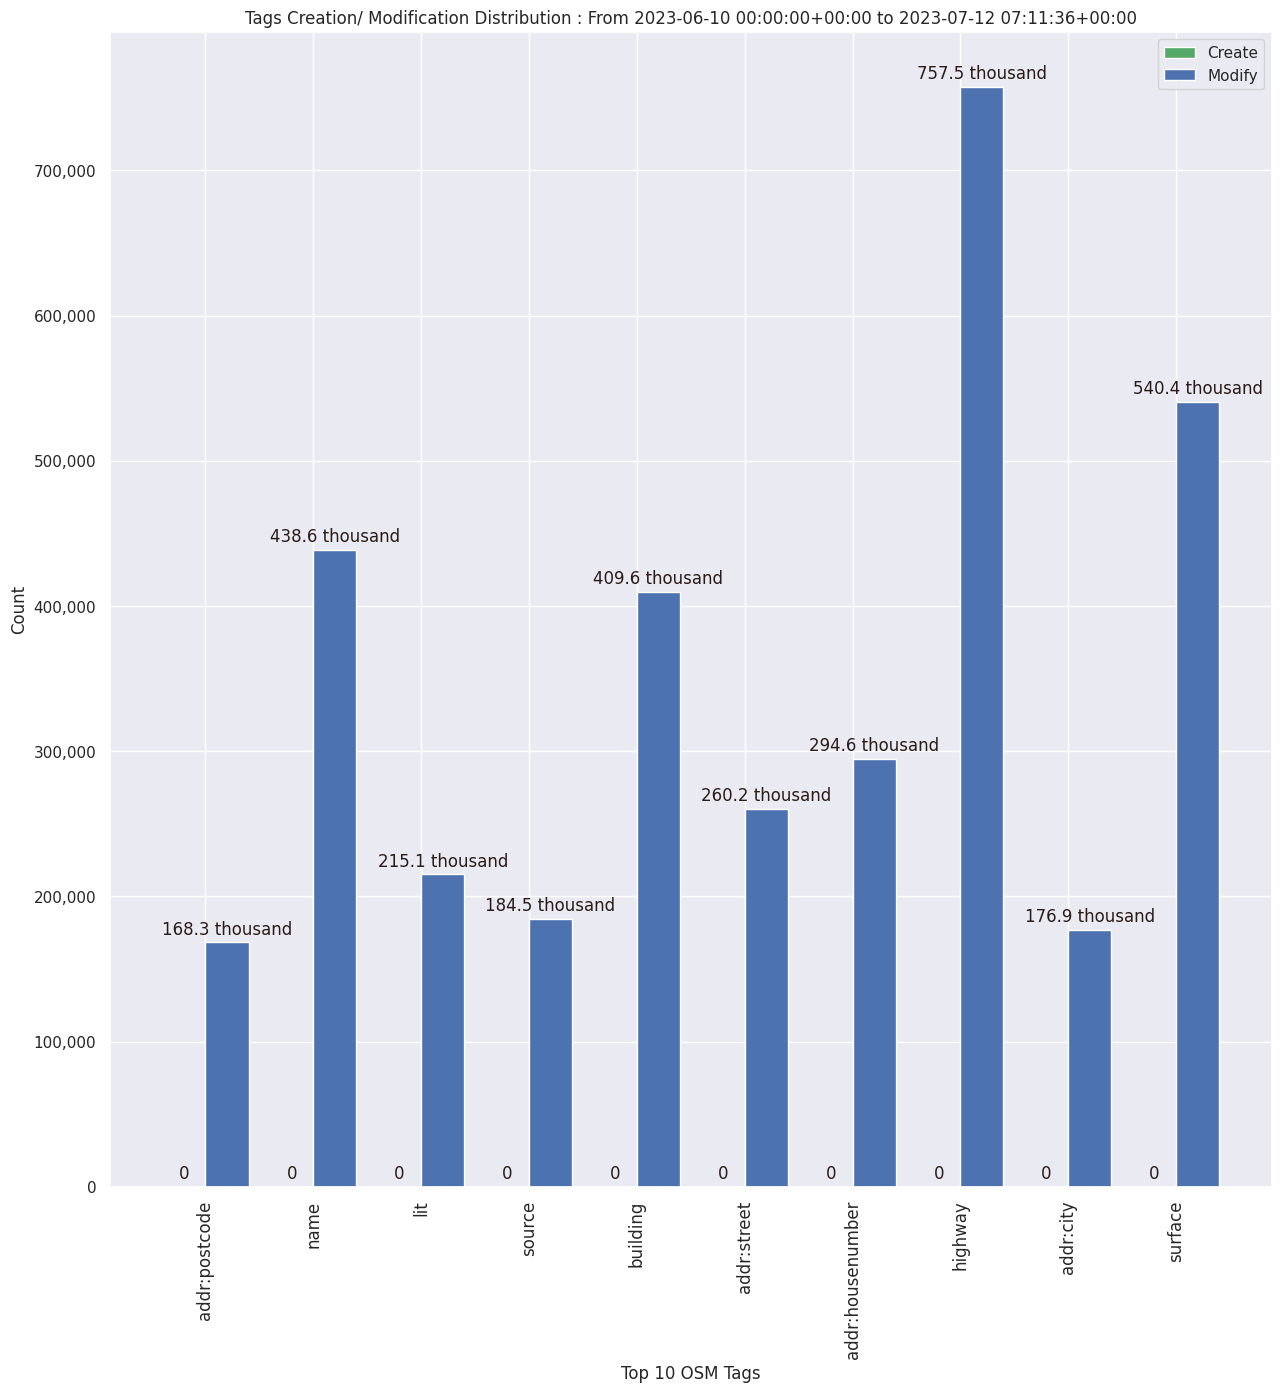 Tags Creation/ Modification Distribution : From 2023-06-10 00:00:00+00:00 to 2023-07-12 07:11:36+00:00
Create
Modify
Count
700,000
600,000
500,000
400,000
300,000
200,000
100,000
0
168.3 thousand
438.6 thousand
215.1 thousand
184.5 thousand
409.6 thousand
260.2 thousand
294.6 thousand
757.5 thousand
176.9 thousand
540.4 thousand
0
0
0
0
0
0
0
0
0
0
addr:postcode
name
lit
source
building
addr:street
addr:housenumber
highway
addr:city
surface
Top 10 OSM Tags